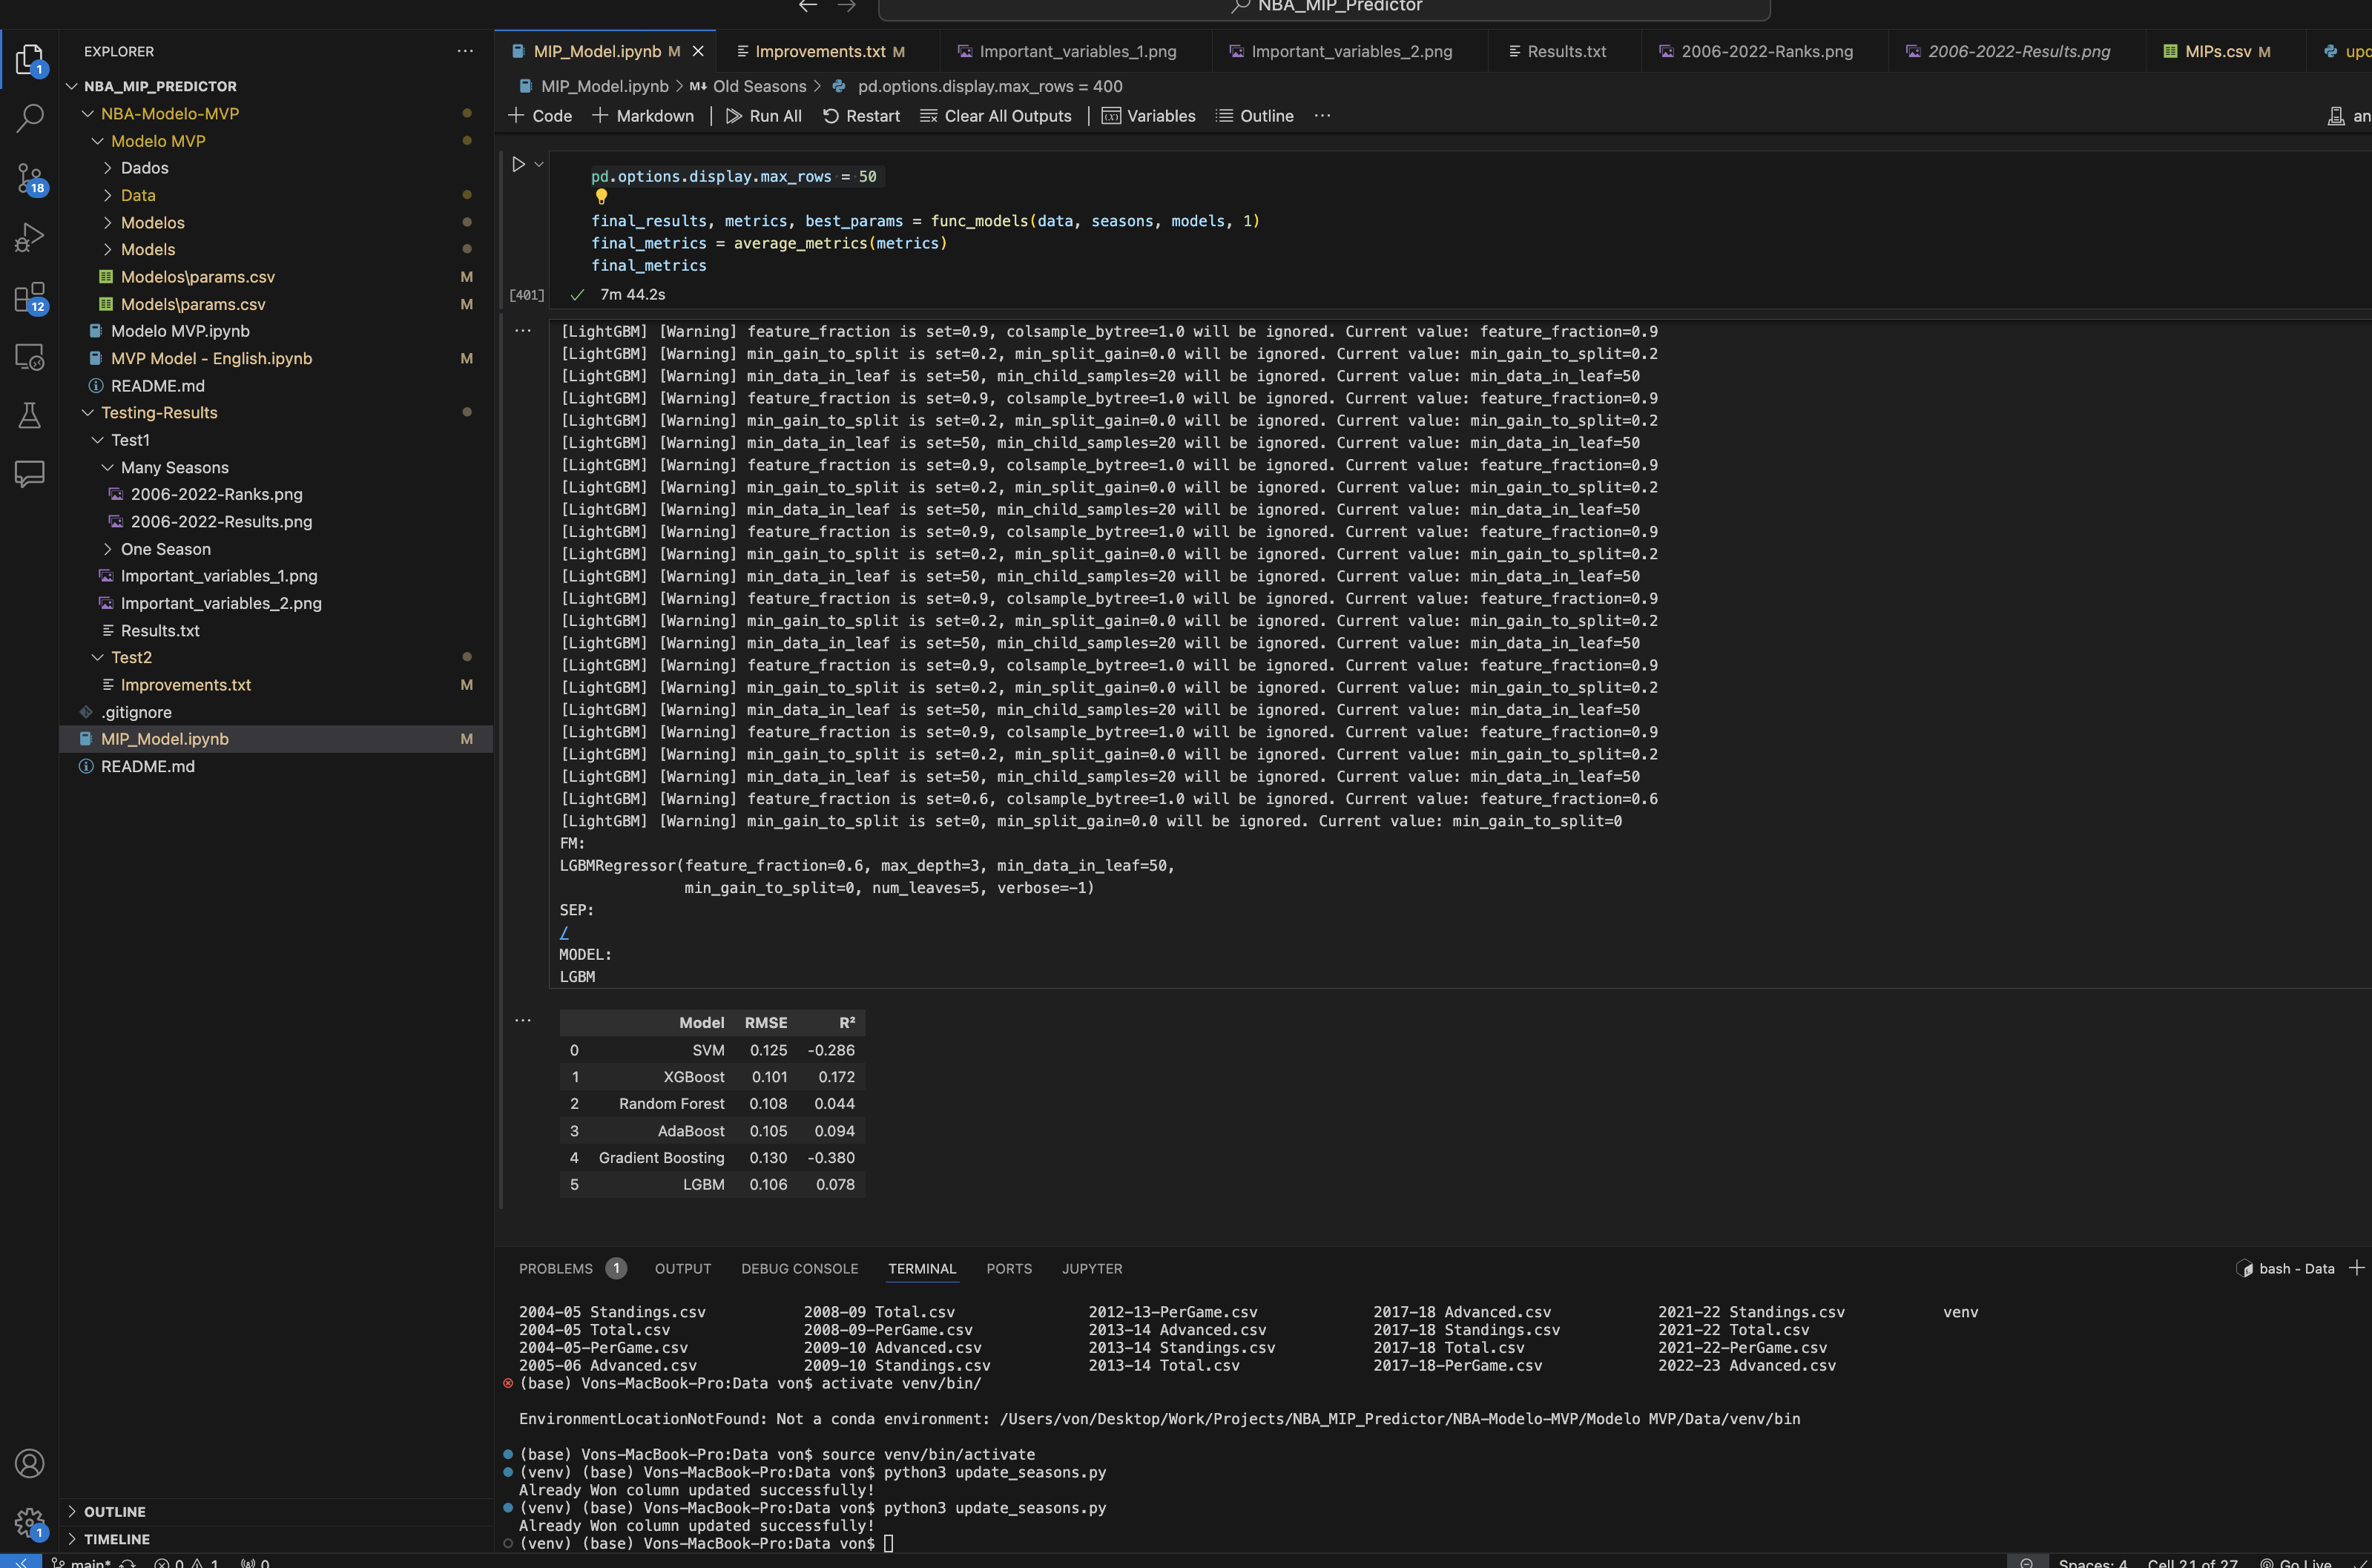 NBA_MIP_Predictor
EXPLORER
NBA_MIP_PREDICTOR
NBA-Modelo-MVP
Modelo MVP
Dados
Data
Modelos
Models
Modelos\params.csv M
Models\params.csv M
Modelo MVP.ipynb
MVP Model - English.ipynb M
README.md
Testing-Results
Test1
Many Seasons
2006-2022-Ranks.png
2006-2022-Results.png
One Season
Important_variables_1.png
Important_variables_2.png
Results.txt
Test2
Improvements.txt M
.gitignore
MIP_Model.ipynb M
README.md
OUTLINE
TIMELINE
1
18
12
1
MIP_Model.ipynb M Improvements.txt M Important_variables_1.png Important_variables_2.png Results.txt 2006-2022-Ranks.png 2006-2022-Results.png MIPs.csv M
MIP_Model.ipynb > M↓ Old Seasons > pd.options.display.max_rows = 400
+ Code + Markdown | Run All Restart Clear All Outputs | Variables Outline ···
pd.options.display.max_rows = 50
final_results, metrics, best_params = func_models(data, seasons, models, 1)
final_metrics = average_metrics(metrics)
final_metrics
[401] 7m 44.2s
[LightGBM] [Warning] feature_fraction is set=0.9, colsample_bytree=1.0 will be ignored. Current value: feature_fraction=0.9
[LightGBM] [Warning] min_gain_to_split is set=0.2, min_split_gain=0.0 will be ignored. Current value: min_gain_to_split=0.2
[LightGBM] [Warning] min_data_in_leaf is set=50, min_child_samples=20 will be ignored. Current value: min_data_in_leaf=50
[LightGBM] [Warning] feature_fraction is set=0.9, colsample_bytree=1.0 will be ignored. Current value: feature_fraction=0.9
[LightGBM] [Warning] min_gain_to_split is set=0.2, min_split_gain=0.0 will be ignored. Current value: min_gain_to_split=0.2
[LightGBM] [Warning] min_data_in_leaf is set=50, min_child_samples=20 will be ignored. Current value: min_data_in_leaf=50
[LightGBM] [Warning] feature_fraction is set=0.9, colsample_bytree=1.0 will be ignored. Current value: feature_fraction=0.9
[LightGBM] [Warning] min_gain_to_split is set=0.2, min_split_gain=0.0 will be ignored. Current value: min_gain_to_split=0.2
[LightGBM] [Warning] min_data_in_leaf is set=50, min_child_samples=20 will be ignored. Current value: min_data_in_leaf=50
[LightGBM] [Warning] feature_fraction is set=0.9, colsample_bytree=1.0 will be ignored. Current value: feature_fraction=0.9
[LightGBM] [Warning] min_gain_to_split is set=0.2, min_split_gain=0.0 will be ignored. Current value: min_gain_to_split=0.2
[LightGBM] [Warning] min_data_in_leaf is set=50, min_child_samples=20 will be ignored. Current value: min_data_in_leaf=50
[LightGBM] [Warning] feature_fraction is set=0.9, colsample_bytree=1.0 will be ignored. Current value: feature_fraction=0.9
[LightGBM] [Warning] min_gain_to_split is set=0.2, min_split_gain=0.0 will be ignored. Current value: min_gain_to_split=0.2
[LightGBM] [Warning] min_data_in_leaf is set=50, min_child_samples=20 will be ignored. Current value: min_data_in_leaf=50
[LightGBM] [Warning] feature_fraction is set=0.9, colsample_bytree=1.0 will be ignored. Current value: feature_fraction=0.9
[LightGBM] [Warning] min_gain_to_split is set=0.2, min_split_gain=0.0 will be ignored. Current value: min_gain_to_split=0.2
[LightGBM] [Warning] min_data_in_leaf is set=50, min_child_samples=20 will be ignored. Current value: min_data_in_leaf=50
[LightGBM] [Warning] feature_fraction is set=0.9, colsample_bytree=1.0 will be ignored. Current value: feature_fraction=0.9
[LightGBM] [Warning] min_gain_to_split is set=0.2, min_split_gain=0.0 will be ignored. Current value: min_gain_to_split=0.2
[LightGBM] [Warning] min_data_in_leaf is set=50, min_child_samples=20 will be ignored. Current value: min_data_in_leaf=50
[LightGBM] [Warning] feature_fraction is set=0.6, colsample_bytree=1.0 will be ignored. Current value: feature_fraction=0.6
[LightGBM] [Warning] min_gain_to_split is set=0, min_split_gain=0.0 will be ignored. Current value: min_gain_to_split=0
FM:
LGBMRegressor(feature_fraction=0.6, max_depth=3, min_data_in_leaf=50,
min_gain_to_split=0, num_leaves=5, verbose=-1)
SEP:
/
MODEL:
LGBM
Model RMSE R²
0 SVM 0.125 -0.286
1 XGBoost 0.101 0.172
2 Random Forest 0.108 0.044
3 AdaBoost 0.105 0.094
4 Gradient Boosting 0.130 -0.380
5 LGBM 0.106 0.078
PROBLEMS 1 OUTPUT DEBUG CONSOLE TERMINAL PORTS JUPYTER bash - Data
2004-05 Standings.csv 2008-09 Total.csv 2012-13-PerGame.csv 2017-18 Advanced.csv 2021-22 Standings.csv venv
2004-05 Total.csv 2008-09-PerGame.csv 2013-14 Advanced.csv 2017-18 Standings.csv 2021-22 Total.csv
2004-05-PerGame.csv 2009-10 Advanced.csv 2013-14 Standings.csv 2017-18 Total.csv 2021-22-PerGame.csv
2005-06 Advanced.csv 2009-10 Standings.csv 2013-14 Total.csv 2017-18-PerGame.csv 2022-23 Advanced.csv
(base) Vons-MacBook-Pro:Data von$ activate venv/bin/
EnvironmentLocationNotFound: Not a conda environment: /Users/von/Desktop/Work/Projects/NBA_MIP_Predictor/NBA-Modelo-MVP/Modelo MVP/Data/venv/bin
(base) Vons-MacBook-Pro:Data von$ source venv/bin/activate
(venv) (base) Vons-MacBook-Pro:Data von$ python3 update_seasons.py
Already Won column updated successfully!
(venv) (base) Vons-MacBook-Pro:Data von$ python3 update_seasons.py
Already Won column updated successfully!
(venv) (base) Vons-MacBook-Pro:Data von$
main* 0 1 0 Spaces: 4 Cell 21 of 27 Go Live